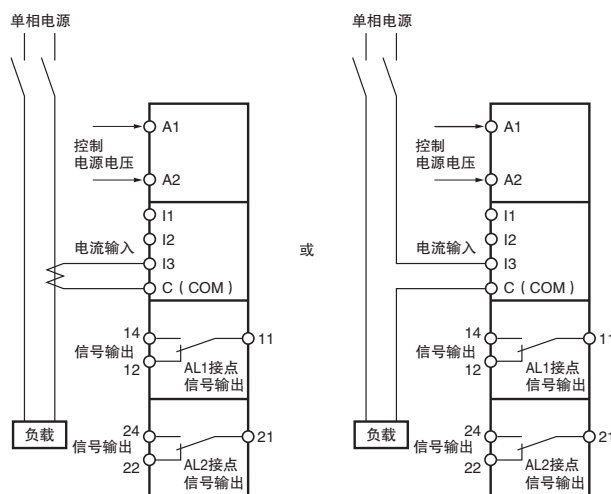 单相电源
A1
控制
电源电压
A2
I1
I2
电流输入
I3
C（COM）
14
11
信号输出
12
AL1接点
信号输出
24
21
信号输出
22
AL2接点
信号输出
负载
或
单相电源
A1
控制
电源电压
A2
I1
I2
电流输入
I3
C（COM）
14
11
信号输出
12
AL1接点
信号输出
24
21
信号输出
22
AL2接点
信号输出
负载